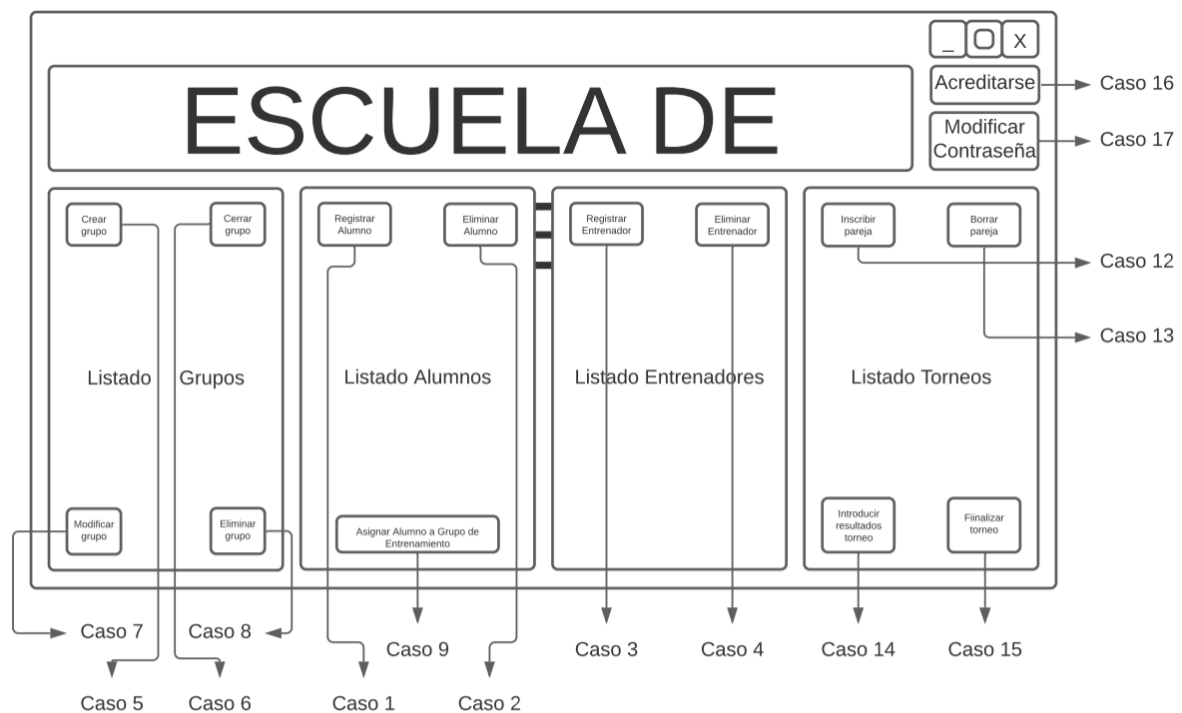 _
X
ESCUELA DE
Acreditarse
Caso 16
Modificar
Contraseña
Caso 17
Crear
grupo
Cerrar
grupo
Registrar
Alumno
Eliminar
Alumno
Registrar
Entrenador
Eliminar
Entrenador
Inscribir
pareja
Borrar
pareja
Caso 12
Caso 13
Listado Grupos
Listado Alumnos
Listado Entrenadores
Listado Torneos
Modificar
grupo
Eliminar
grupo
Asignar Alumno a Grupo de
Entrenamiento
Introducir
resultados
torneo
Fiinalizar
torneo
Caso 7
Caso 8
Caso 9
Caso 3
Caso 4
Caso 14
Caso 15
Caso 5
Caso 6
Caso 1
Caso 2